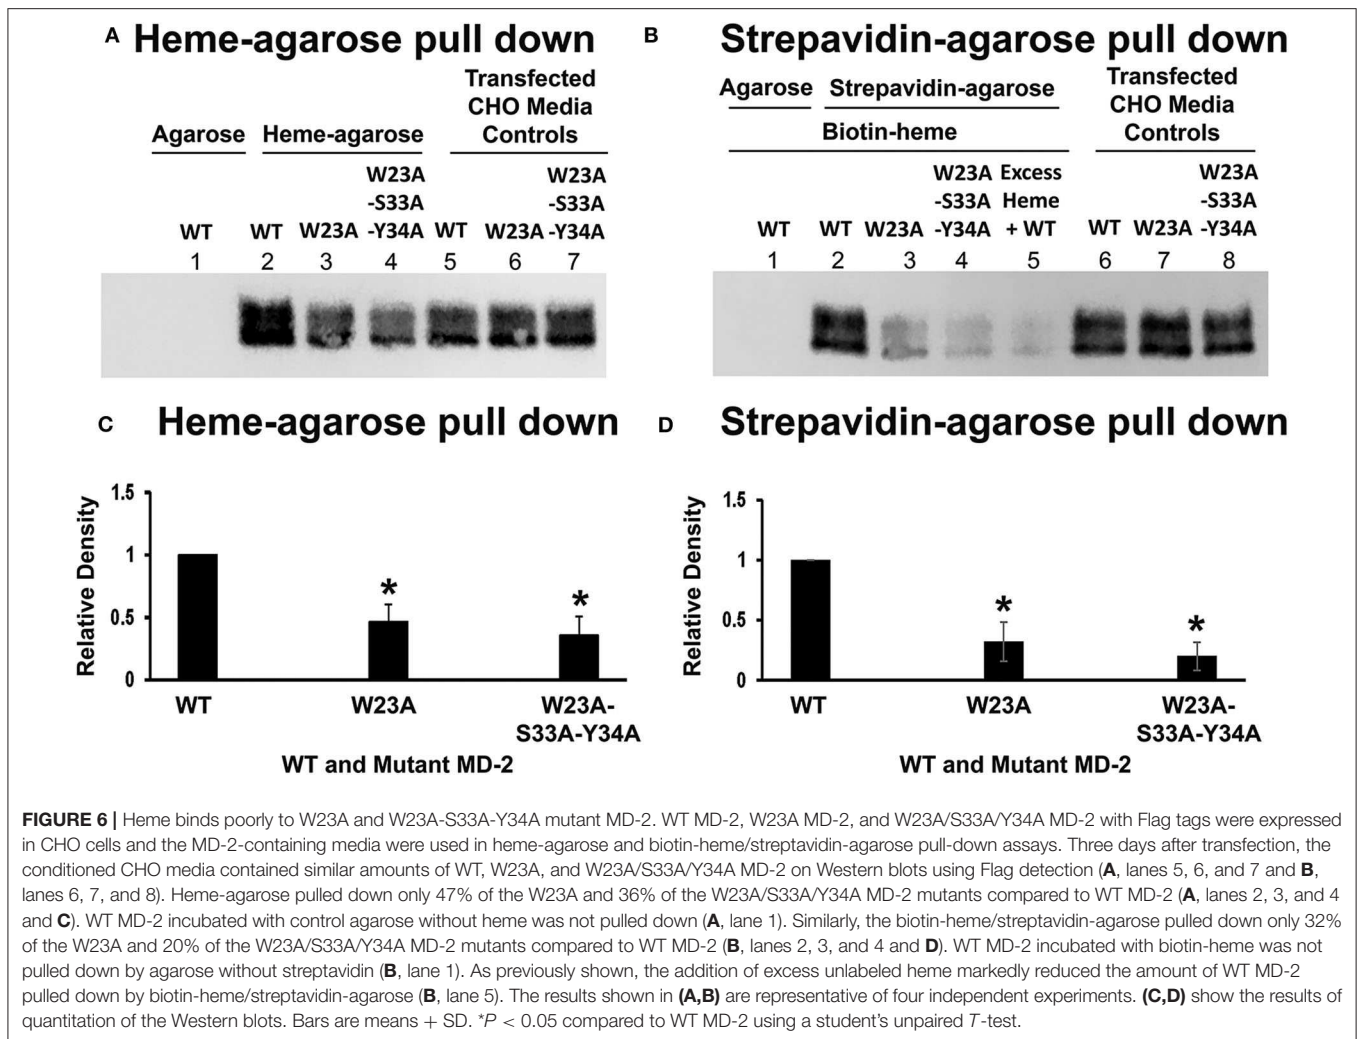 A Heme-agarose pull down
Transfected
CHO Media
Agarose Heme-agarose Controls
W23A W23A
-S33A -S33A
WT WT W23A -Y34A WT W23A -Y34A
1 2 3 4 5 6 7
B Strepavidin-agarose pull down
Transfected
Agarose Strepavidin-agarose CHO Media
Biotin-heme Controls
W23A Excess W23A
-S33A Heme -S33A
WT WT W23A -Y34A + WT WT W23A -Y34A
1 2 3 4 5 6 7 8
C Heme-agarose pull down
Relative Density
1.5
1
0.5
0
* *
WT W23A W23A-
S33A-Y34A
WT and Mutant MD-2
D Strepavidin-agarose pull down
Relative Density
1.5
1
0.5
0
* *
WT W23A W23A-
S33A-Y34A
WT and Mutant MD-2
FIGURE 6 | Heme binds poorly to W23A and W23A-S33A-Y34A mutant MD-2. WT MD-2, W23A MD-2, and W23A/S33A/Y34A MD-2 with Flag tags were expressed
in CHO cells and the MD-2-containing media were used in heme-agarose and biotin-heme/streptavidin-agarose pull-down assays. Three days after transfection, the
conditioned CHO media contained similar amounts of WT, W23A, and W23A/S33A/Y34A MD-2 on Western blots using Flag detection (A, lanes 5, 6, and 7 and B,
lanes 6, 7, and 8). Heme-agarose pulled down only 47% of the W23A and 36% of the W23A/S33A/Y34A MD-2 mutants compared to WT MD-2 (A, lanes 2, 3, and 4
and C). WT MD-2 incubated with control agarose without heme was not pulled down (A, lane 1). Similarly, the biotin-heme/streptavidin-agarose pulled down only 32%
of the W23A and 20% of the W23A/S33A/Y34A MD-2 mutants compared to WT MD-2 (B, lanes 2, 3, and 4 and D). WT MD-2 incubated with biotin-heme was not
pulled down by agarose without streptavidin (B, lane 1). As previously shown, the addition of excess unlabeled heme markedly reduced the amount of WT MD-2
pulled down by biotin-heme/streptavidin-agarose (B, lane 5). The results shown in (A,B) are representative of four independent experiments. (C,D) show the results of
quantitation of the Western blots. Bars are means + SD. *P < 0.05 compared to WT MD-2 using a student's unpaired T-test.